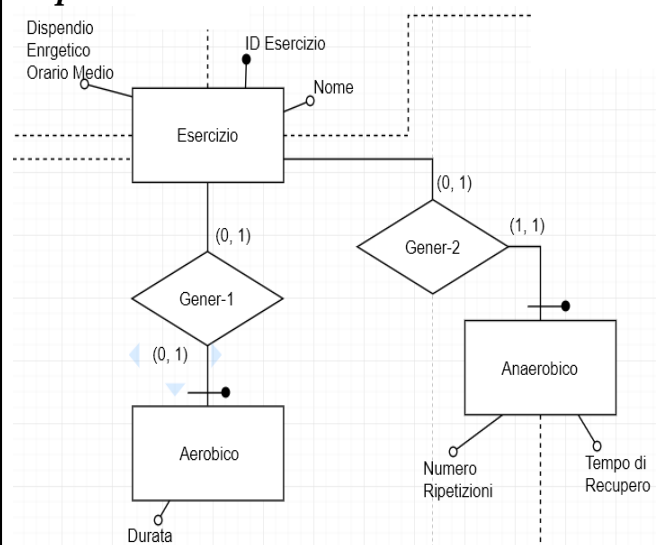 Dispendio
Enrgetico
Orario Medio
ID Esercizio
Nome
Esercizio
(0, 1)
(0, 1)
(1, 1)
Gener-2
Gener-1
(0, 1)
Anaerobico
Aerobico
Numero
Ripetizioni
Tempo di
Recupero
Durata